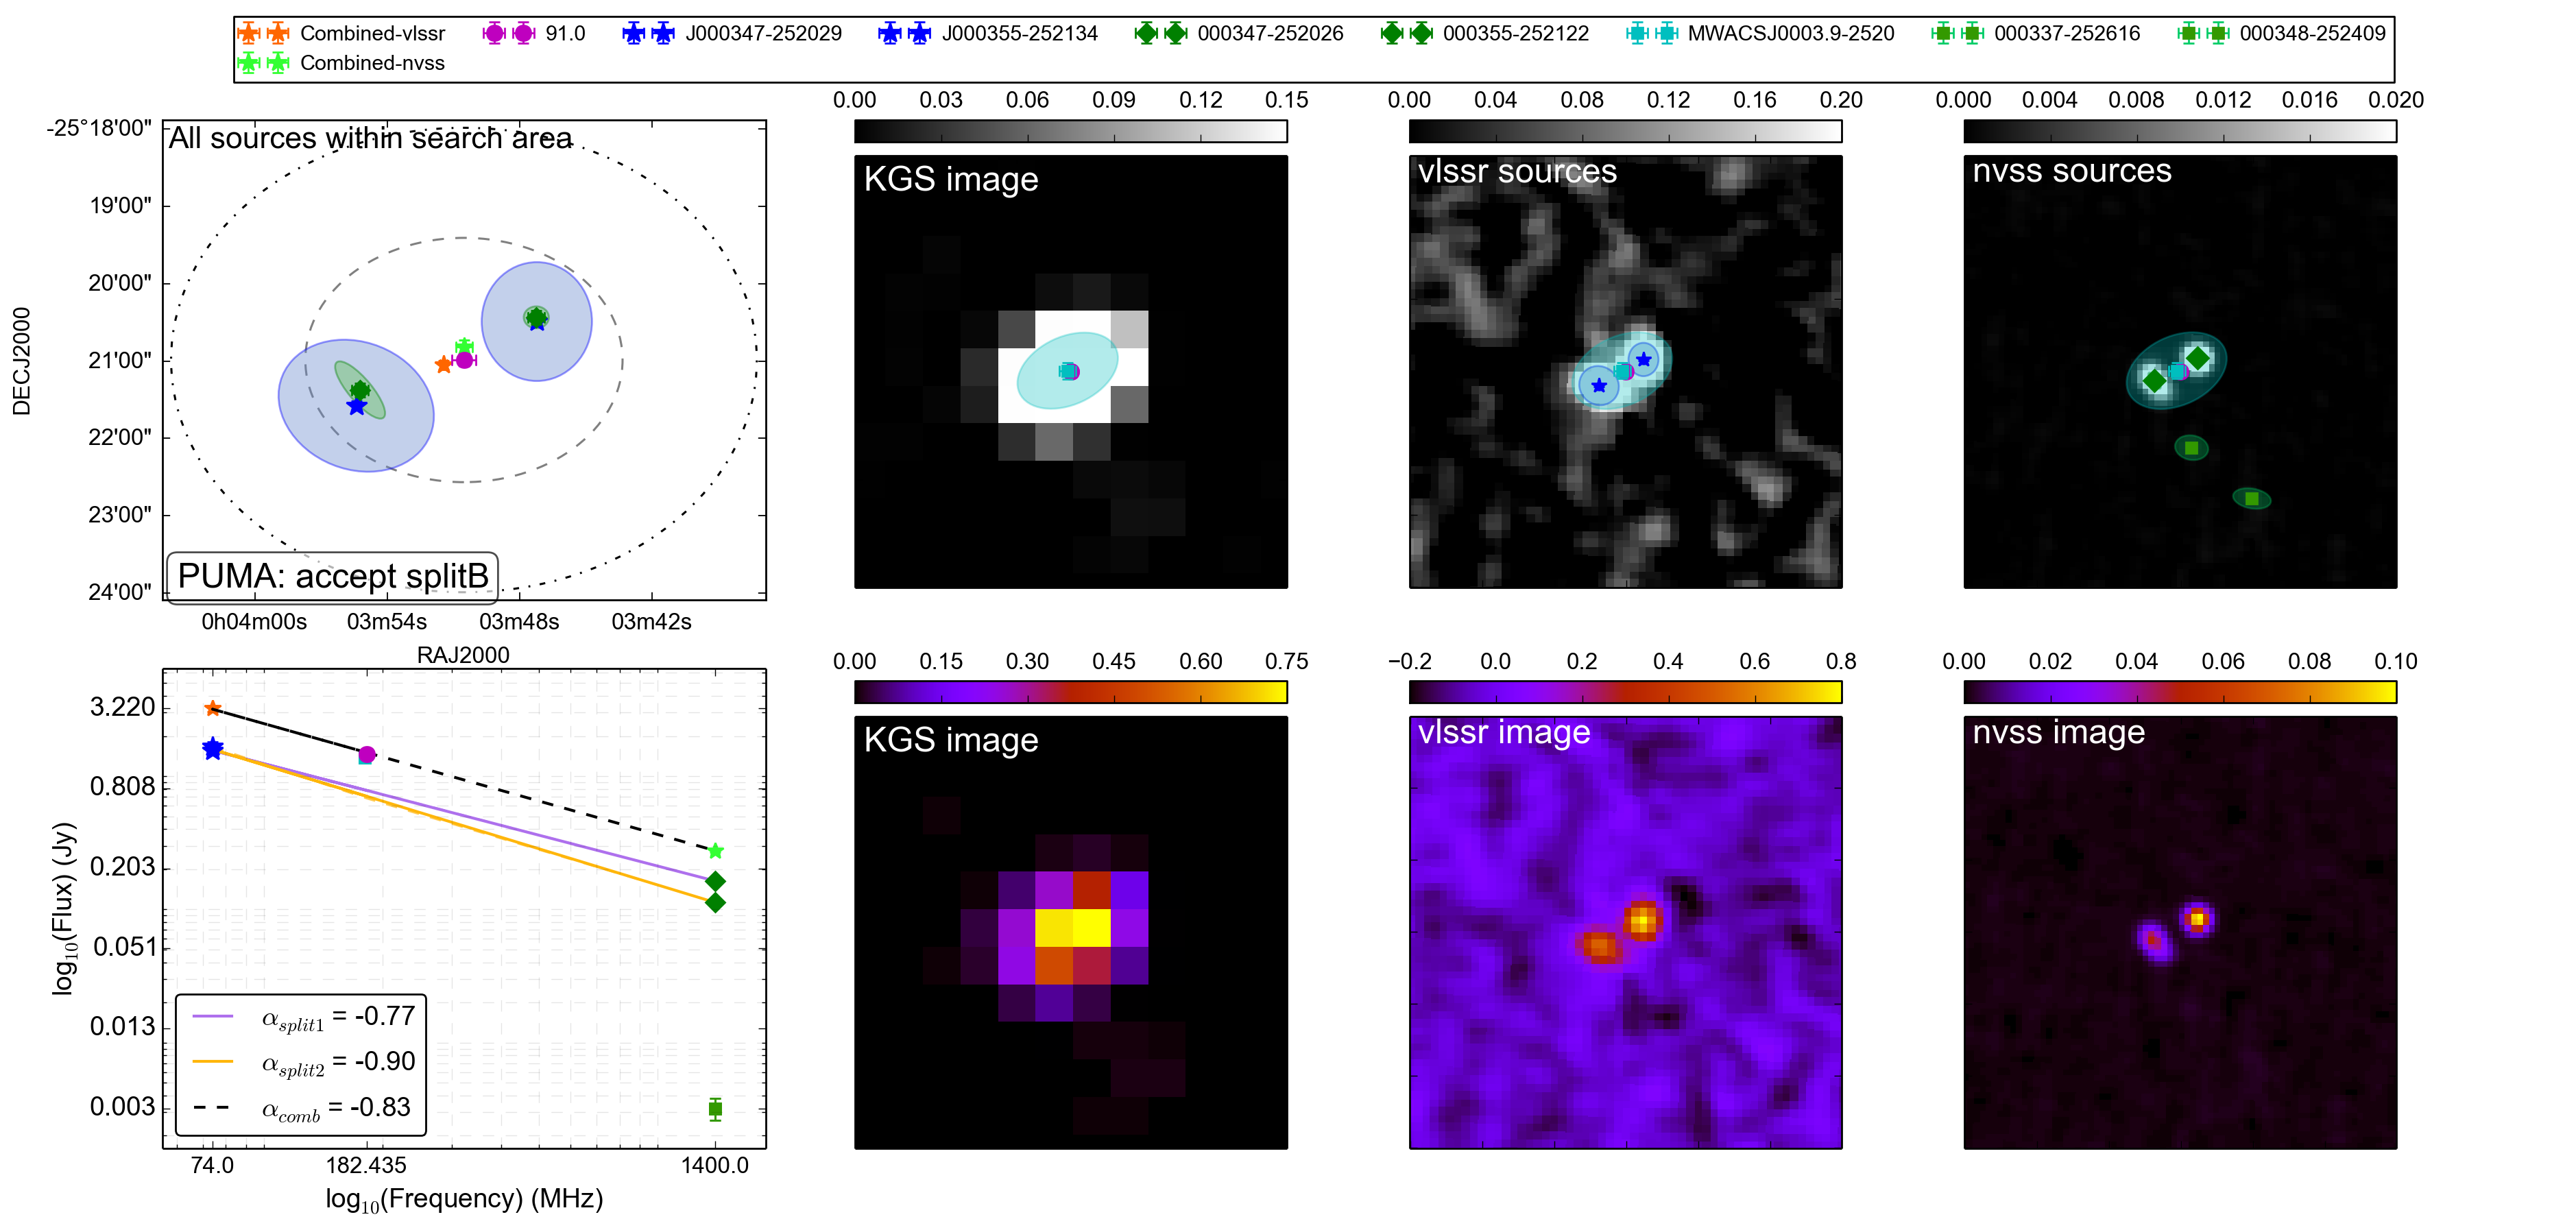 Combined-vlssr 91.0 J000347-252029 J000355-252134 000347-252026 000355-252122 MWACSJ0003.9-2520 000337-252616 000348-252409
Combined-nvss
All sources within search area
-25°18'00"
19'00"
20'00"
21'00"
22'00"
23'00"
24'00"
DECJ2000
PUMA: accept splitB
0h04m00s 03m54s 03m48s 03m42s
RAJ2000
0.00 0.03 0.06 0.09 0.12 0.15
KGS image
0.00 0.04 0.08 0.12 0.16 0.20
vlssr sources
0.000 0.004 0.008 0.012 0.016 0.020
nvss sources
3.220
0.808
0.203
0.051
0.013
0.003
log10(Flux) (Jy)
αsplit1 = -0.77
αsplit2 = -0.90
αcomb = -0.83
74.0 182.435 1400.0
log10(Frequency) (MHz)
0.00 0.15 0.30 0.45 0.60 0.75
KGS image
−0.2 0.0 0.2 0.4 0.6 0.8
vlssr image
0.00 0.02 0.04 0.06 0.08 0.10
nvss image